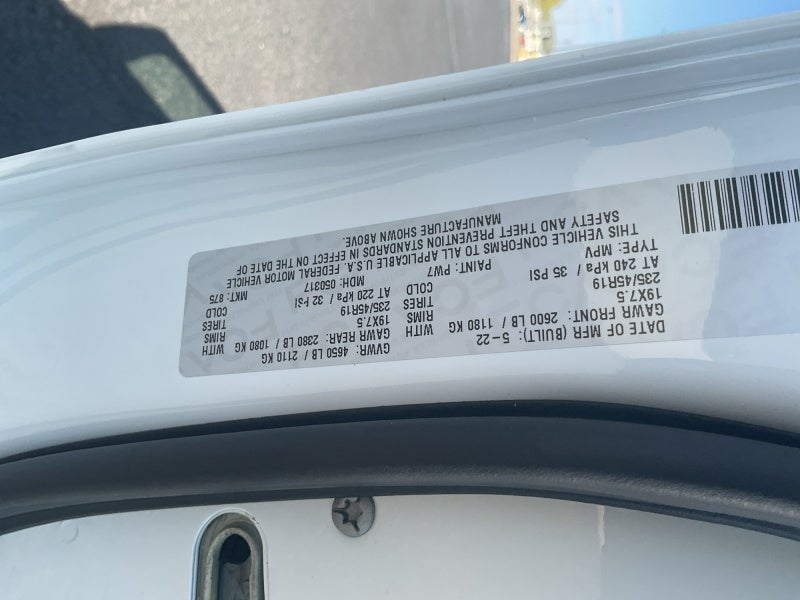 DATE OF MFR (BUILT): 5-22 GVWR: 4650 LB / 2110 KG
GAWR FRONT: 2600 LB / 1180 KG WITH GAWR REAR: 2380 LB / 1080 KG WITH
19X7.5 RIMS 19X7.5 RIMS
235/45R19 TIRES 235/45R19 TIRES
AT 240 kPa / 35 PSI COLD AT 220 kPa / 32 PSI COLD
TYPE: MPV PAINT: PW7 MDH: 050317 MKT: 875
THIS VEHICLE CONFORMS TO ALL APPLICABLE U.S.A. FEDERAL MOTOR VEHICLE
SAFETY AND THEFT PREVENTION STANDARDS IN EFFECT ON THE DATE OF
MANUFACTURE SHOWN ABOVE.